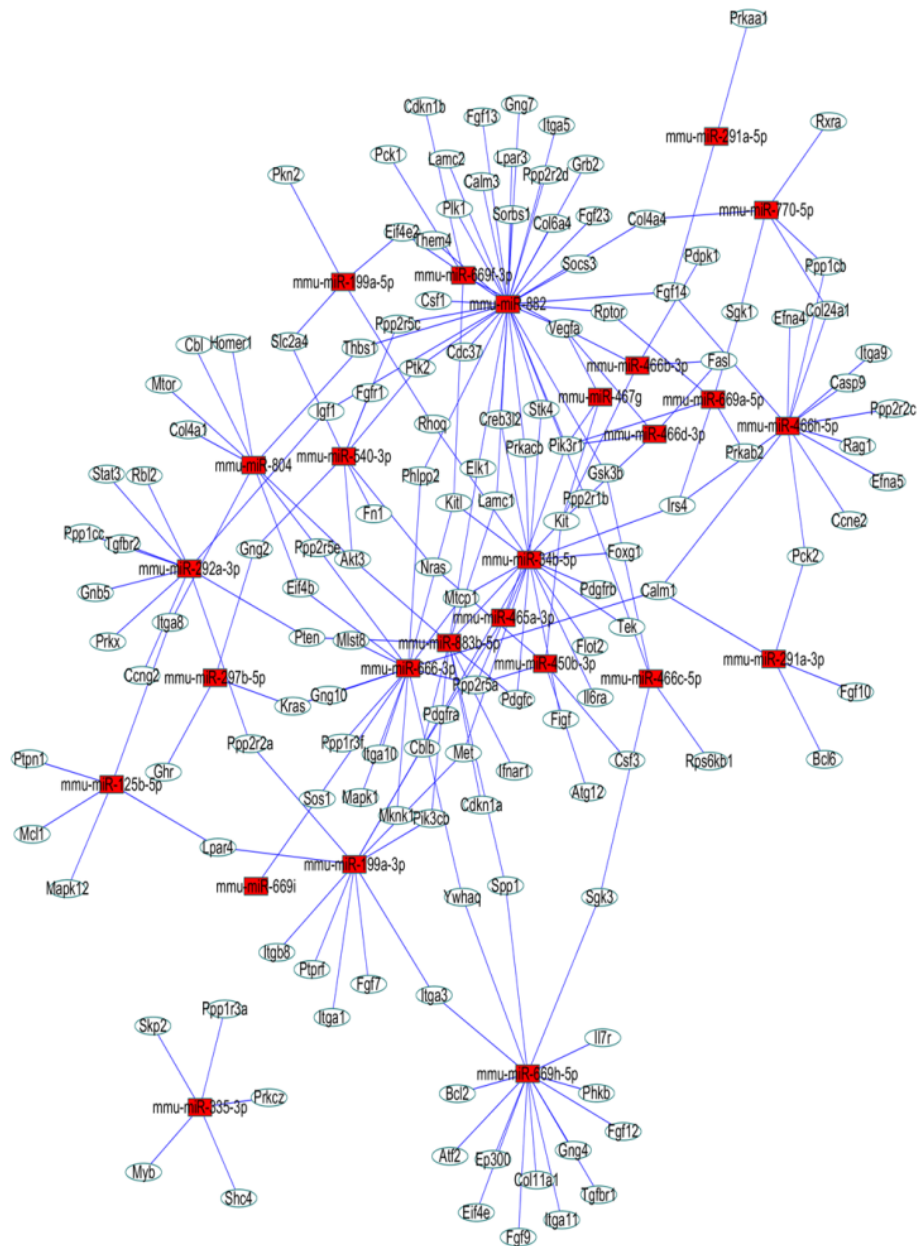 Prkaa1
Cdkn1b
Fgf13
Gng7
Itga5
mmu-miR-291a-5p
Rxra
Pck1
Lamc2
Lpar3
Calm3
Ppp2r2d
Grb2
Pkn2
Plk1
Sorbs1
Col6a4
Fgf23
Col4a4
mmu-miR-770-5p
Eif4e2
Them4
Socs3
Pdpk1
Ppp1cb
mmu-miR-199a-5p
mmu-miR-669f-3p
Fgf14
Csf1
mmu-miR-882
Rptor
Sgk1
Efna4
Col24a1
Ppp2r5c
Vegfa
Cbl
Homer1
Slc2a4
Thbs1
Cdc37
Ptk2
mmu-miR-466b-3p
Fasl
Itga9
Mtor
Casp9
Igf1
Fgfr1
mmu-miR-467g
mmu-miR-669a-5p
Ppp2r2c
Col4a1
Rhoq
Creb3l2
Stk4
Pik3r1
mmu-miR-466d-3p
mmu-miR-466h-5p
Rag1
mmu-miR-804
mmu-miR-540-3p
Prkacb
Prkab2
Stat3
Rbl2
Phlpp2
Elk1
Gsk3b
Efna5
Ppp2r1b
Kitl
Lamc1
Irs4
Ppp1cc
Tgfbr2
Fn1
Kit
Ccne2
Gng2
Ppp2r5e
Akt3
Nras
Foxg1
Pck2
mmu-miR-292a-3p
mmu-miR-34b-5p
Gnb5
Eif4b
Mtcp1
Pdgfrb
Calm1
Prkx
Itga8
Pten
Mlst8
mmu-miR-465a-3p
Tek
mmu-miR-883b-5p
Flot2
Ccng2
mmu-miR-297b-5p
mmu-miR-666-3p
mmu-miR-450b-3p
mmu-miR-466c-5p
mmu-miR-291a-3p
Ppp2r5a
Kras
Gng10
Pdgfc
Il6ra
Fgf10
Pdgfra
Figf
Ppp2r2a
Ppp1r3f
Itga10
Cblb
Met
Csf3
Rps6kb1
Bcl6
Ptpn1
Ghr
Ifnar1
mmu-miR-125b-5p
Sos1
Mapk1
Cdkn1a
Atg12
Mcl1
Mknk1
Pik3cb
Lpar4
mmu-miR-199a-3p
Mapk12
mmu-miR-669i
Ywhaq
Spp1
Sgk3
Itgb8
Ptprf
Fgf7
Itga3
Itga1
Ppp1r3a
Skp2
Il7r
mmu-miR-669h-5p
Bcl2
Phkb
Prkcz
mmu-miR-335-3p
Fgf12
Atf2
Ep300
Gng4
Myb
Col11a1
Tgfbr1
Shc4
Eif4e
Itga11
Fgf9